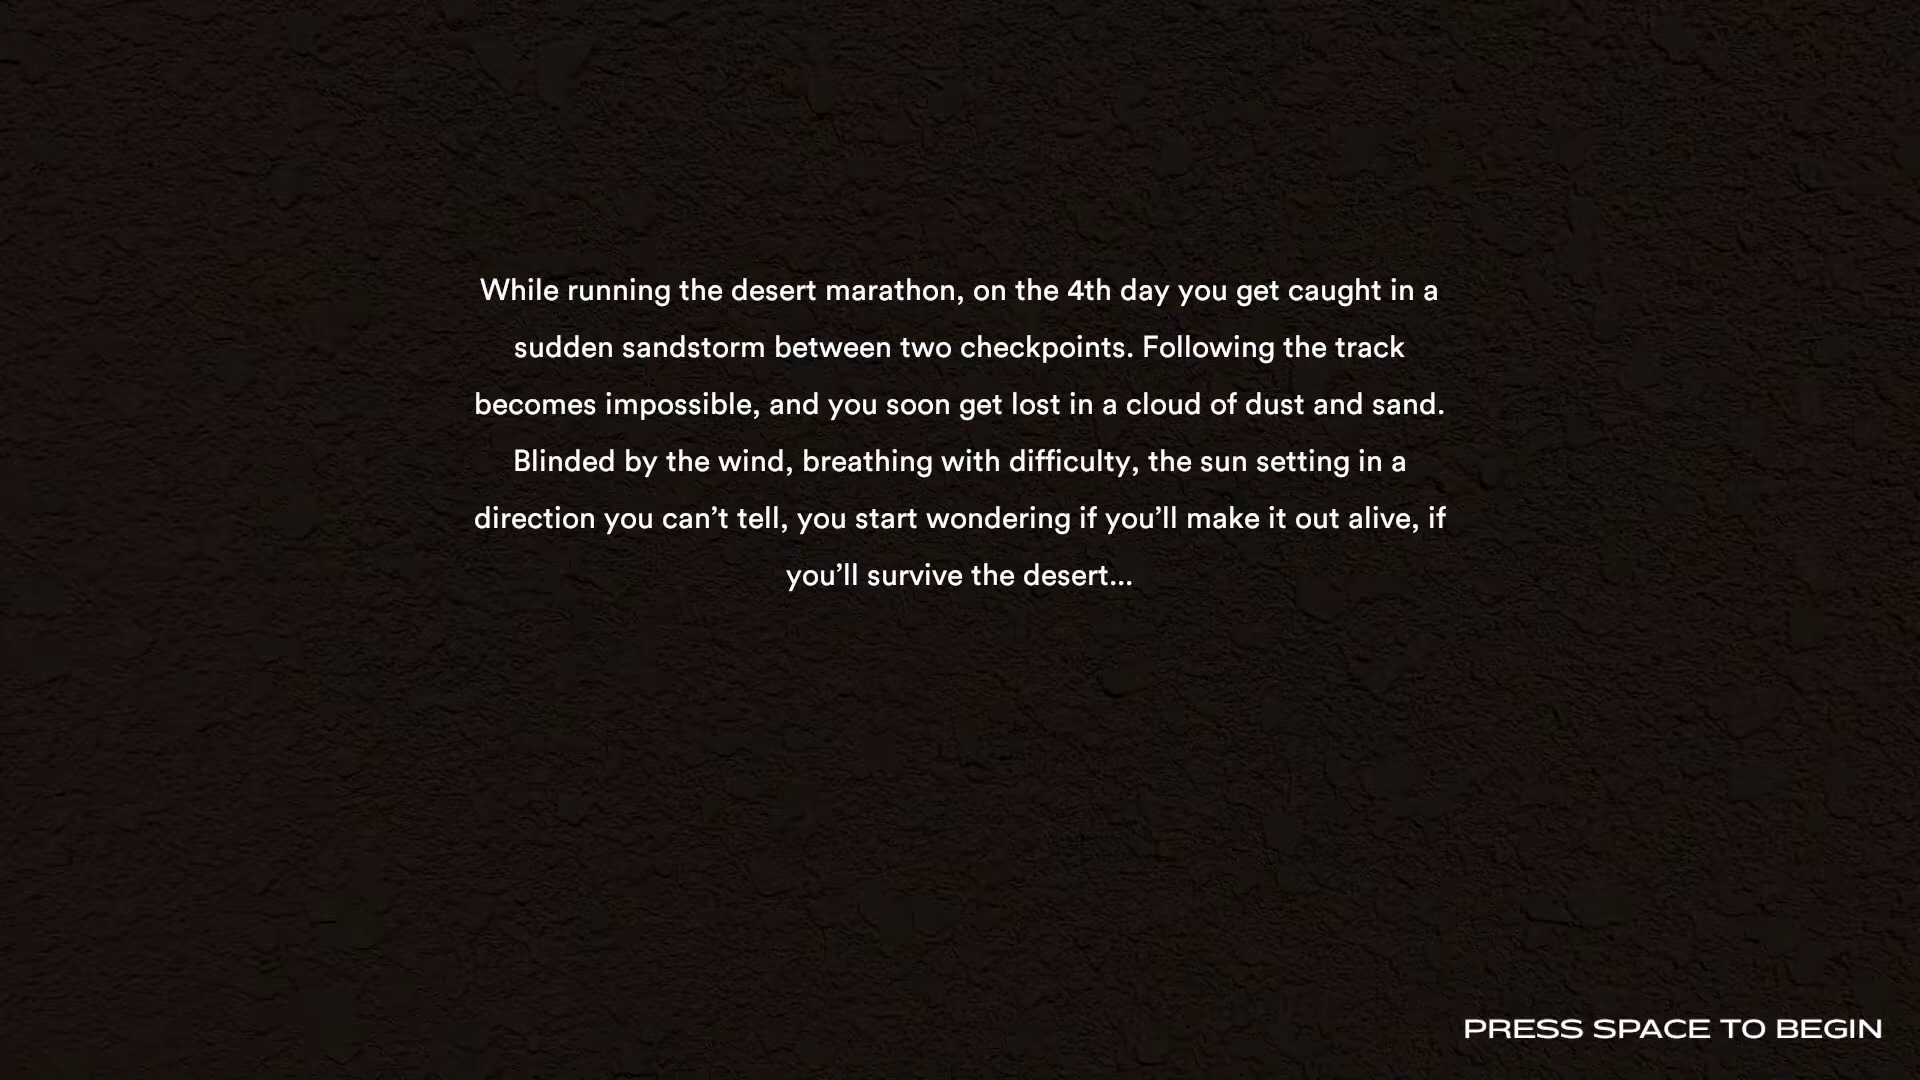 While running the desert marathon, on the 4th day you get caught in a
sudden sandstorm between two checkpoints. Following the track
becomes impossible, and you soon get lost in a cloud of dust and sand.
Blinded by the wind, breathing with difficulty, the sun setting in a
direction you can’t tell, you start wondering if you’ll make it out alive, if
you’ll survive the desert...
PRESS SPACE TO BEGIN